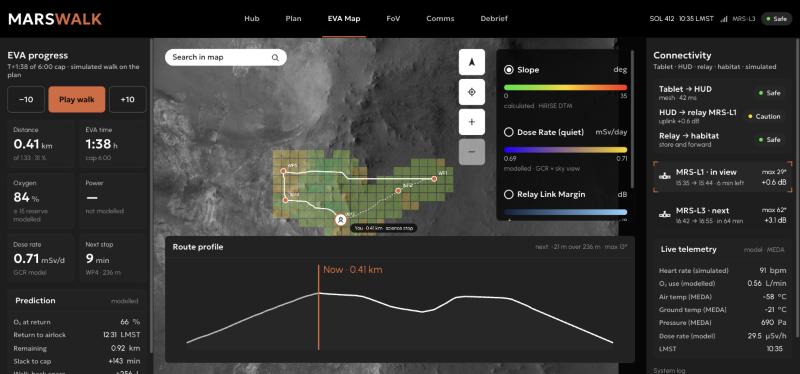 MARSWALK
Hub
Plan
EVA Map
FoV
Comms
Debrief
SOL 412 10:35 LMST
MRS-L3
Safe
EVA progress
T+1:38 of 6:00 cap · simulated walk on the
plan
−10
Play walk
+10
Distance
0.41 km
of 1.33 · 31 %
EVA time
1:38 h
cap 6:00
Oxygen
84 %
≥ 15 reserve
modelled
Power
—
not modelled
Dose rate
0.71 mSv/d
GCR model
Next stop
9 min
WP4 · 236 m
Prediction
modelled
O₂ at return 66 %
Return to airlock 12:31 LMST
Remaining 0.92 km
Slack to cap +143 min
Search in map
+
−
Slope
deg
0
35
calculated · HiRISE DTM
Dose Rate (quiet)
mSv/day
0.69
0.71
modelled · GCR × sky view
Relay Link Margin
dB
WP1
You · 0.41 km · science stop
Route profile
next: -21 m over 236 m · max 13°
Now · 0.41 km
Connectivity
Tablet · HUD · relay · habitat · simulated
Tablet → HUD
mesh · 42 ms
Safe
HUD → relay MRS-L1
uplink +0.6 dB
Caution
Relay → habitat
store and forward
Safe
MRS-L1 · in view
15:35 → 15:44 · 6 min left
max 29°
+0.6 dB
MRS-L3 · next
16:42 → 16:55 · in 64 min
max 62°
+3.1 dB
Live telemetry
model · MEDA
Heart rate (simulated) 91 bpm
O₂ use (modelled) 0.56 L/min
Air temp (MEDA) -58 °C
Ground temp (MEDA) -21 °C
Pressure (MEDA) 690 Pa
Dose rate (model) 29.5 μSv/h
LMST 10:35
System log